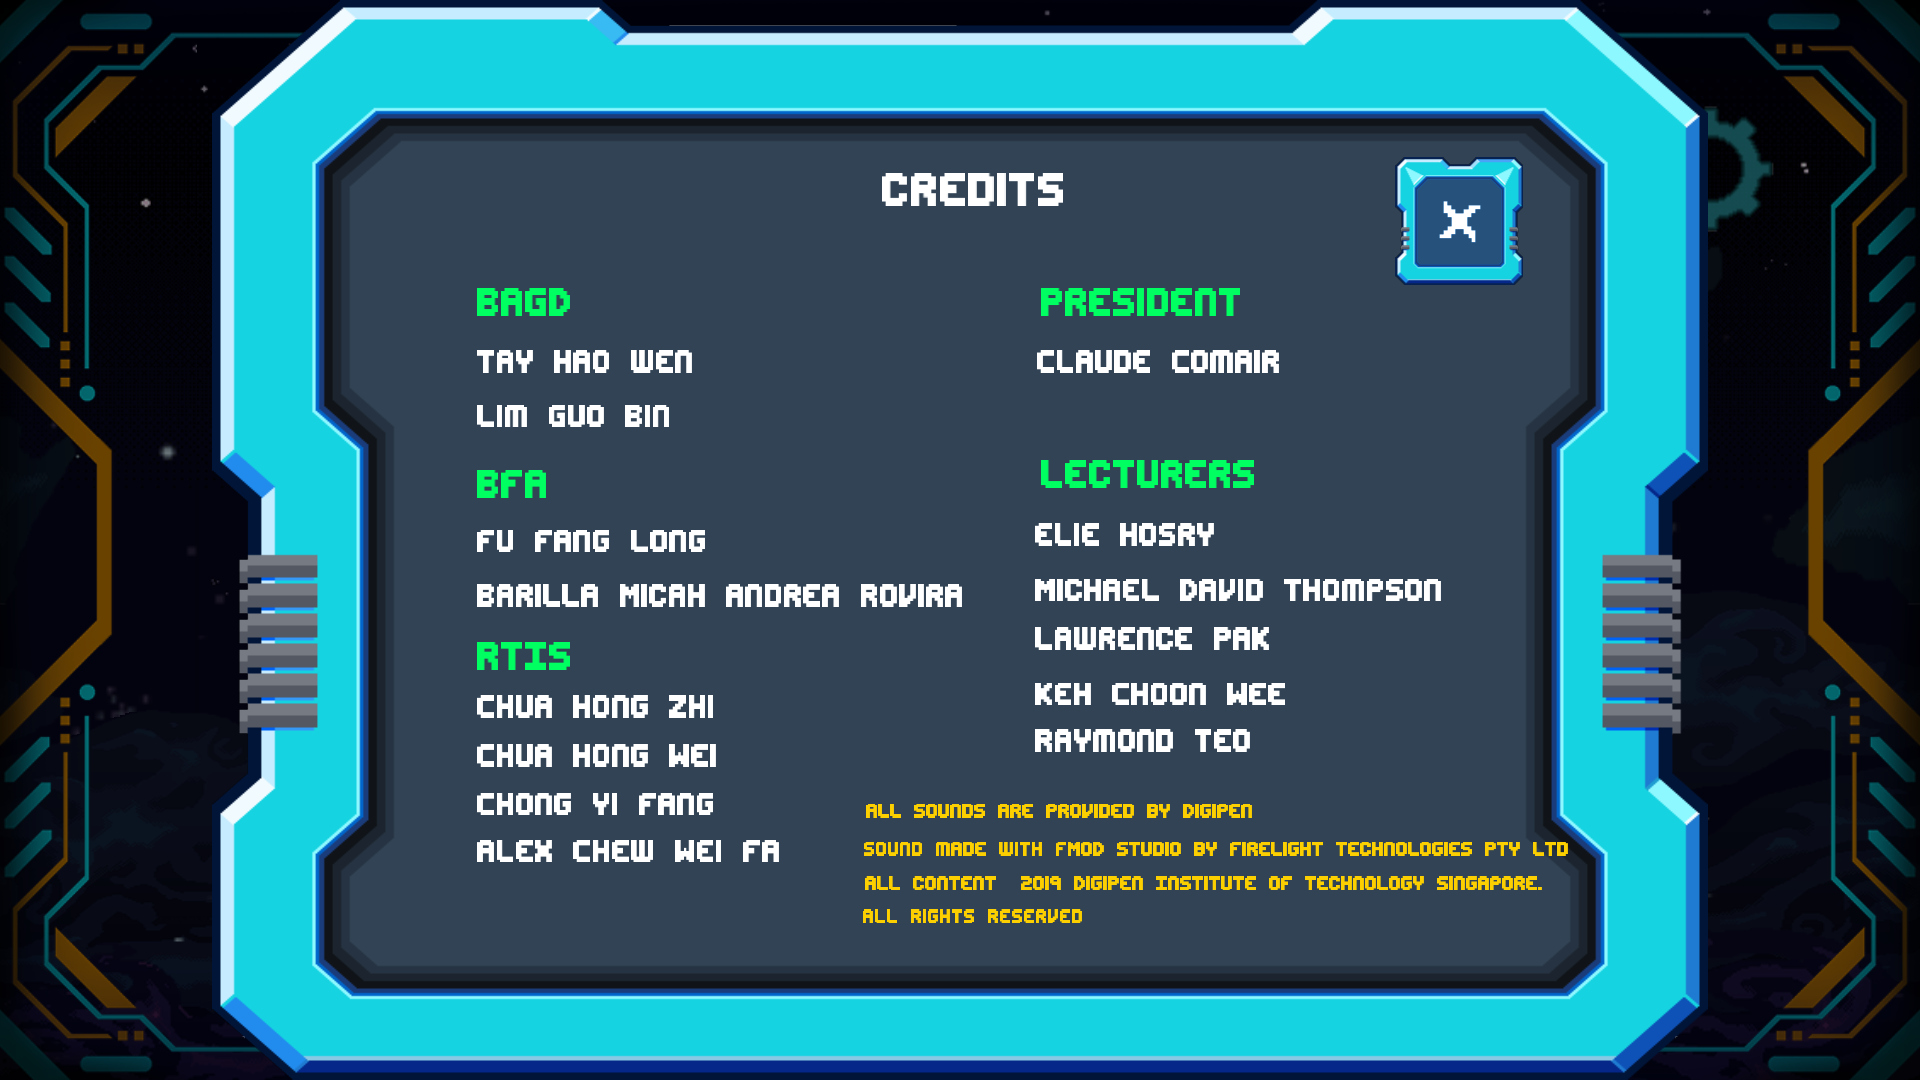 CREDITS
BAGD
TAY HAO WEN
LIM GUO BIN
BFA
FU FANG LONG
BARILLA MICAH ANDREA ROVIRA
RTIS
CHUA HONG ZHI
CHUA HONG WEI
CHONG YI FANG
ALEX CHEW WEI FA
PRESIDENT
CLAUDE COMAIR
LECTURERS
ELIE HOSRY
MICHAEL DAVID THOMPSON
LAWRENCE PAK
KEH CHOON WEE
RAYMOND TEO
ALL SOUNDS ARE PROVIDED BY DIGIPEN
SOUND MADE WITH FMOD STUDIO BY FIRELIGHT TECHNOLOGIES PTY LTD
ALL CONTENT 2019 DIGIPEN INSTITUTE OF TECHNOLOGY SINGAPORE.
ALL RIGHTS RESERVED